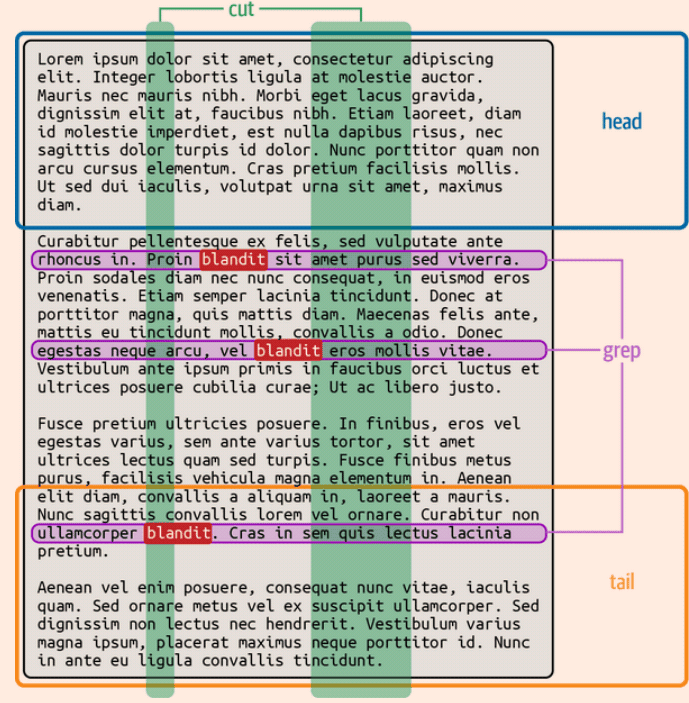 cut
Lorem ipsum dolor sit amet, consectetur adipiscing
elit. Integer lobortis ligula at molestie auctor.
Mauris nec mauris nibh. Morbi eget lacus gravida,
dignissim elit at, faucibus nibh. Etiam laoreet, diam
id molestie imperdiet, est nulla dapibus risus, nec
sagittis dolor turpis id dolor. Nunc porttitor quam non
arcu cursus elementum. Cras pretium facilisis mollis.
Ut sed dui iaculis, volutpat urna sit amet, maximus
diam.
head
Curabitur pellentesque ex felis, sed vulputate ante
rhoncus in. Proin blandit sit amet purus sed viverra.
Proin sodales diam nec nunc consequat, in euismod eros
venenatis. Etiam semper lacinia tincidunt. Donec at
porttitor magna, quis mattis diam. Maecenas felis ante,
mattis eu tincidunt mollis, convallis a odio. Donec
egestas neque arcu, vel blandit eros mollis vitae.
Vestibulum ante ipsum primis in faucibus orci luctus et
ultrices posuere cubilia curae; Ut ac libero justo.
grep
Fusce pretium ultricies posuere. In finibus, eros vel
egestas varius, sem ante varius tortor, sit amet
ultrices lectus quam sed turpis. Fusce finibus metus
purus, facilisis vehicula magna elementum in. Aenean
elit diam, convallis a aliquam in, laoreet a mauris.
Nunc sagittis convallis lorem vel ornare. Curabitur non
ullamcorper blandit. Cras in sem quis lectus lacinia
pretium.
tail
Aenean vel enim posuere, consequat nunc vitae, iaculis
quam. Sed ornare metus vel ex suscipit ullamcorper. Sed
dignissim non lectus nec hendrerit. Vestibulum varius
magna ipsum, placerat maximus neque porttitor id. Nunc
in ante eu ligula convallis tincidunt.